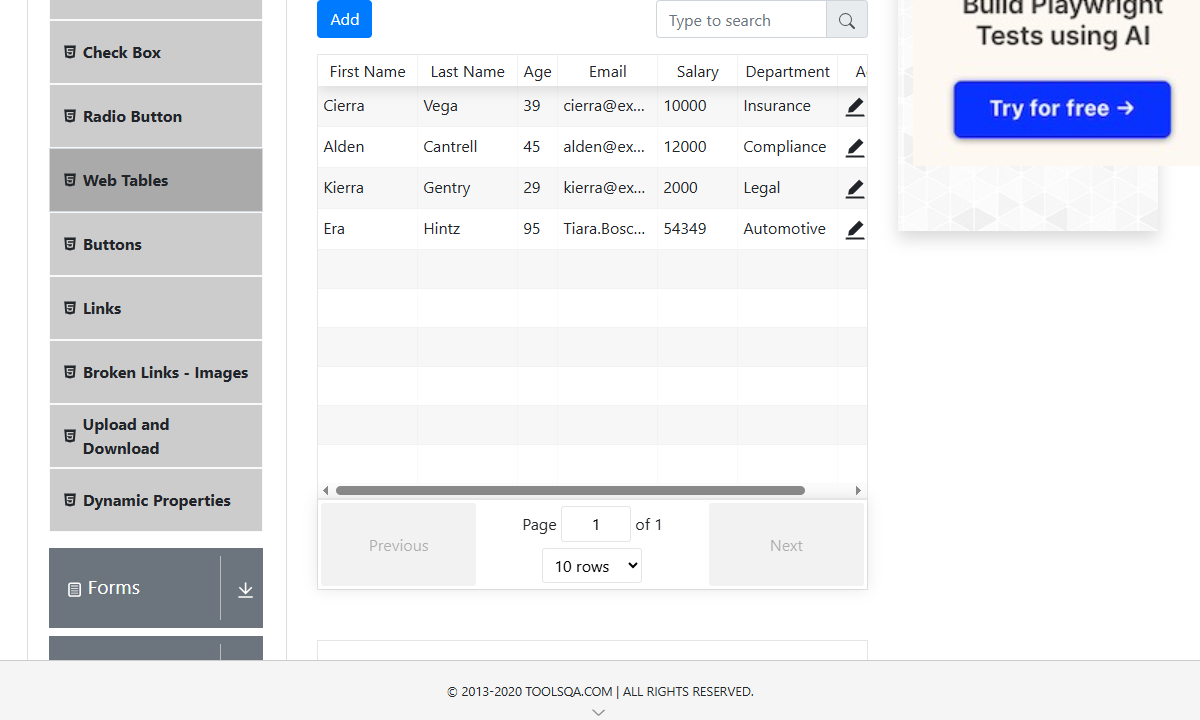 Check Box
Radio Button
Web Tables
Buttons
Links
Broken Links - Images
Upload and
Download
Dynamic Properties
Forms
Add
Type to search
First Name Last Name Age Email Salary Department A
Cierra Vega 39 cierra@ex... 10000 Insurance
Alden Cantrell 45 alden@ex... 12000 Compliance
Kierra Gentry 29 kierra@ex... 2000 Legal
Era Hintz 95 Tiara.Bosc... 54349 Automotive
Previous
Page 1 of 1
10 rows
Next
Build Playwright
Tests using AI
Try for free →
© 2013-2020 TOOLSQA.COM | ALL RIGHTS RESERVED.